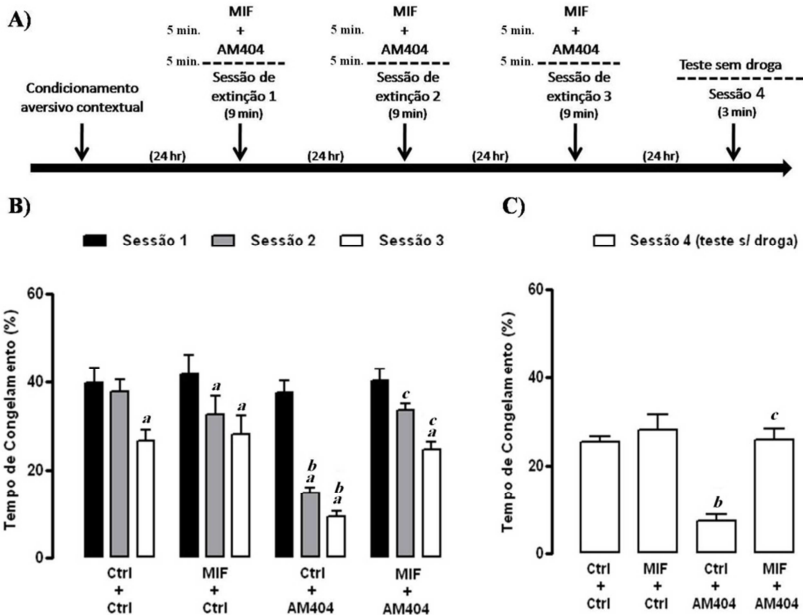 A)
Condicionamento
aversivo contextual
5 min.
MIF
+
AM404
5 min.
Sessão de
extinção 1
(9 min)
5 min.
MIF
+
AM404
5 min.
Sessão de
extinção 2
(9 min)
5 min.
MIF
+
AM404
5 min.
Sessão de
extinção 3
(9 min)
Teste sem droga
Sessão 4
(3 min)
(24 hr)
(24 hr)
(24 hr)
(24 hr)
B)
Sessão 1
Sessão 2
Sessão 3
Tempo de Congelamento (%)
60
40
20
0
a
a
a
b
a
b
a
c
c
a
Ctrl
+
Ctrl
MIF
+
Ctrl
Ctrl
+
AM404
MIF
+
AM404
C)
Sessão 4 (teste s/ droga)
Tempo de Congelamento (%)
60
40
20
0
b
c
Ctrl
+
Ctrl
MIF
+
Ctrl
Ctrl
+
AM404
MIF
+
AM404